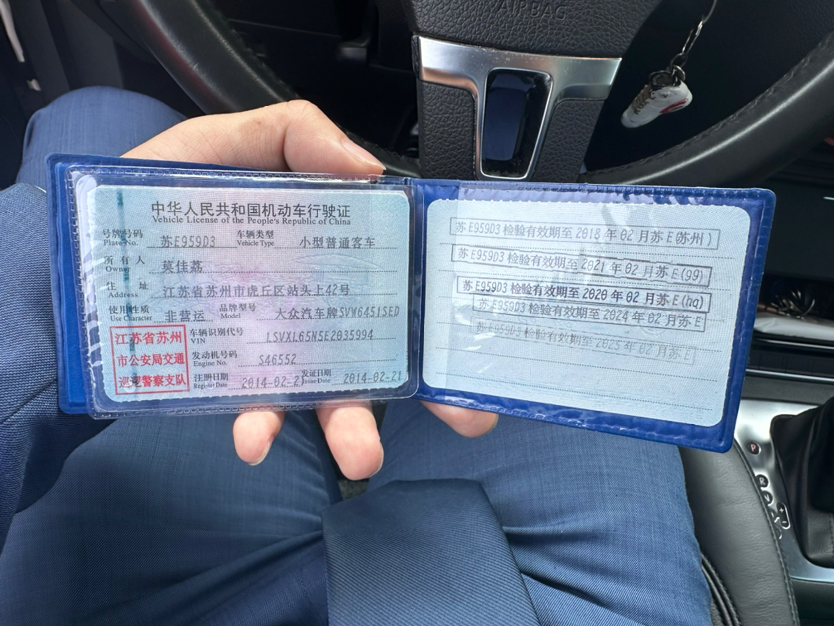 AIRBAG
中华人民共和国机动车行驶证
Vehicle License of the People's Republic of China
号牌号码 苏E959D3 车辆类型 小型普通客车
Plate No. Vehicle Type
所有人 莫佳荔
Owner
住址 江苏省苏州市虎丘区站头上42号
Address
使用性质 非营运 品牌型号 大众汽车牌SVW6451SED
Use Character Model
江苏省苏州
市公安局交通
巡逻警察支队
车辆识别代号 LSVXL65N5E2035994
VIN
发动机号码 S46552
Engine No.
注册日期 2014-02-21 发证日期 2014-02-21
Register Date Issue Date
苏E959D3 检验有效期至 2018 年 02 月苏 E(苏州)
苏E959D3 检验有效期至 2021 年 02 月苏 E(99)
苏E959D3 检验有效期至 2020 年 02 月苏 E(hq)
苏E959D3 检验有效期至 2024 年 02 月苏 E
苏E959D3 检验有效期至 2025 年 02 月苏 E
P
R
N
D